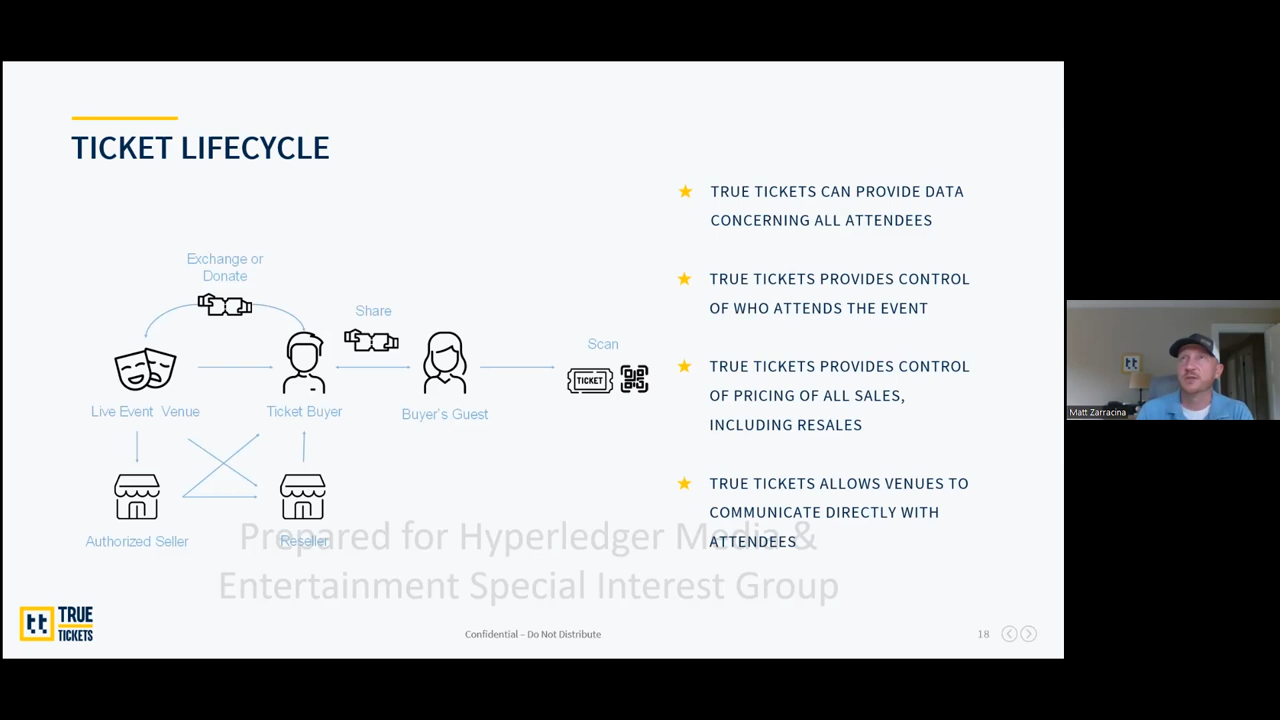 TICKET LIFECYCLE
Exchange or
Donate
Share
Scan
TICKET
Live Event Venue
Ticket Buyer
Buyer's Guest
Authorized Seller
Reseller
★ TRUE TICKETS CAN PROVIDE DATA
CONCERNING ALL ATTENDEES
★ TRUE TICKETS PROVIDES CONTROL
OF WHO ATTENDS THE EVENT
★ TRUE TICKETS PROVIDES CONTROL
OF PRICING OF ALL SALES,
INCLUDING RESALES
★ TRUE TICKETS ALLOWS VENUES TO
COMMUNICATE DIRECTLY WITH
ATTENDEES
Prepared for Hyperledger Media &
Entertainment Special Interest Group
tt TRUE
TICKETS
Confidential – Do Not Distribute
18
tt
Matt Zarracina